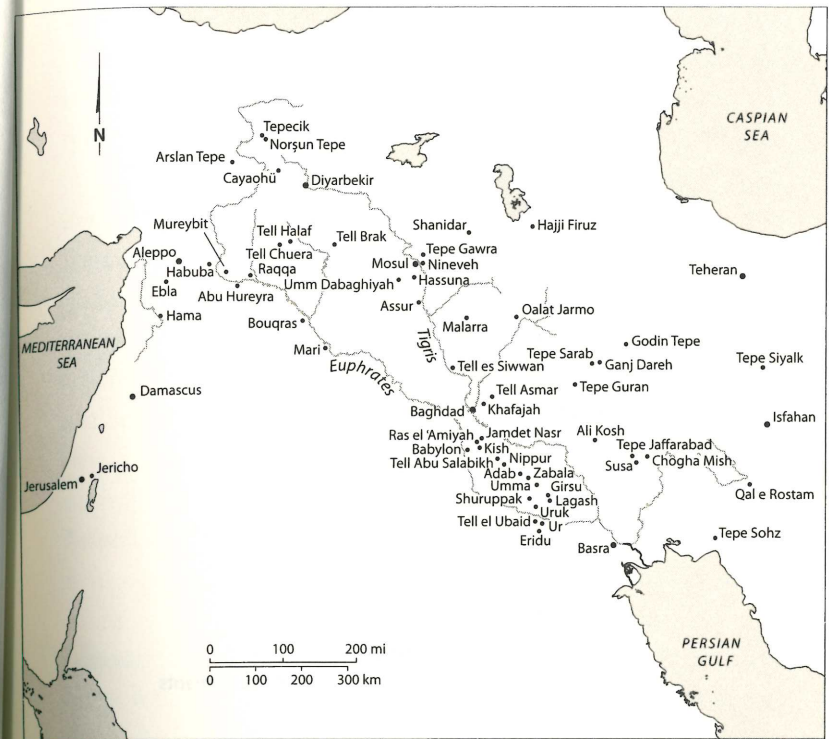 CASPIAN
SEA
N
Tepecik
Norşun Tepe
Arslan Tepe
Cayaohü
Diyarbekir
Mureybit
Shanidar
Hajji Firuz
Tell Halaf
Tell Brak
Aleppo
Tell Chuera
Tepe Gawra
Habuba
Raqqa
Mosul
Nineveh
Teheran
Ebla
Abu Hureyra
Umm Dabaghiyah
Hassuna
Hama
Assur
Bouqras
Malarra
Oalat Jarmo
MEDITERRANEAN
SEA
Mari
Tigris
Godin Tepe
Tepe Sarab
Ganj Dareh
Tepe Siyalk
Euphrates
Tell es Siwwan
Tepe Guran
Damascus
Tell Asmar
Baghdad
Khafajah
Isfahan
Ras el ‘Amiyah
Jamdet Nasr
Ali Kosh
Babylon
Kish
Tepe Jaffarabad
Tell Abu Salabikh
Nippur
Susa
Chogha Mish
Jericho
Adab
Zabala
Jerusalem
Umma
Girsu
Qal e Rostam
Shuruppak
Lagash
Uruk
Tell el Ubaid
Ur
Eridu
Basra
Tepe Sohz
0 100 200 mi
0 100 200 300 km
PERSIAN
GULF